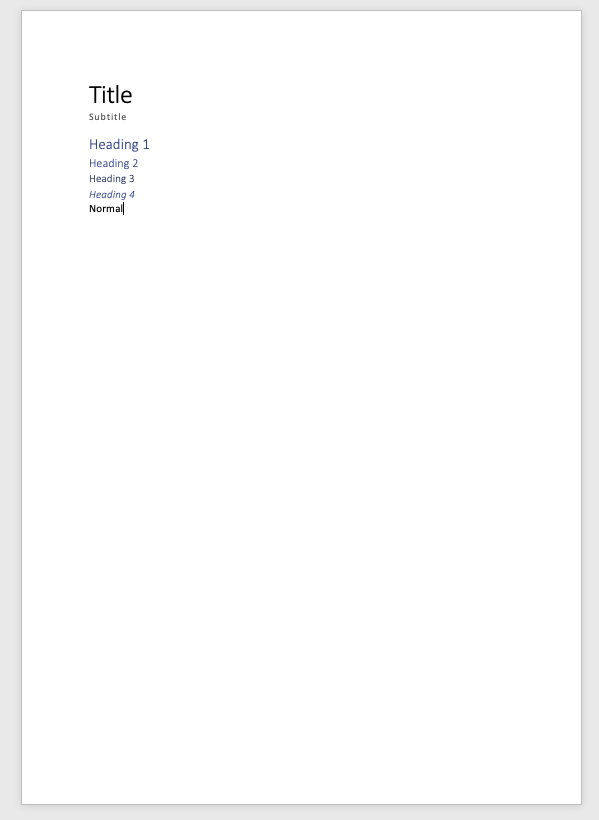 Title
Subtitle
Heading 1
Heading 2
Heading 3
Heading 4
Normal